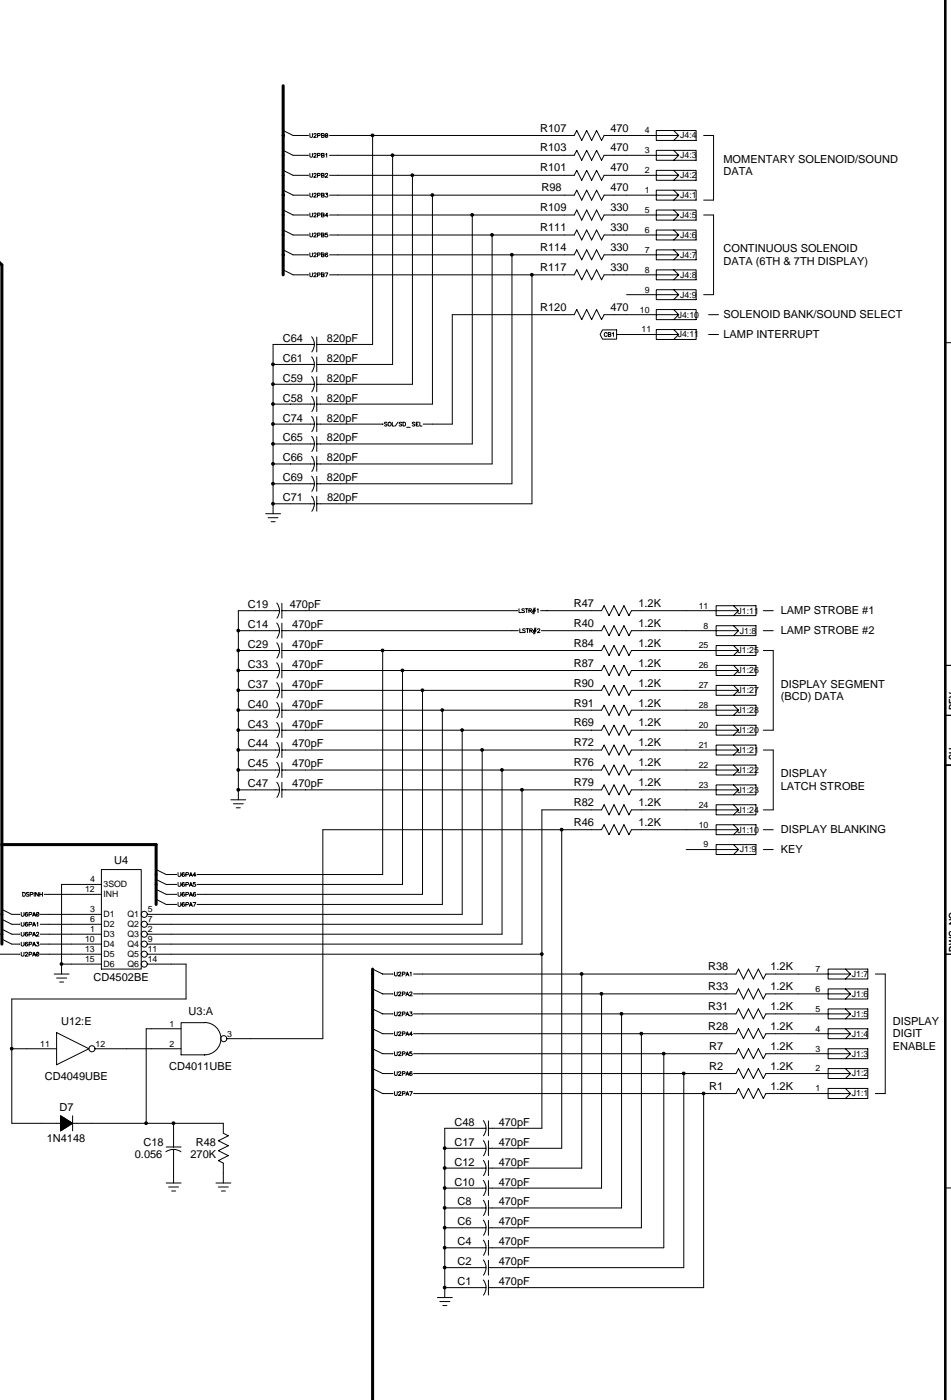 U2PB0 R107 470 4 J4:4
U2PB1 R103 470 3 J4:3
MOMENTARY SOLENOID/SOUND
DATA
U2PB2 R101 470 2 J4:2
U2PB3 R98 470 1 J4:1
U2PB4 R109 330 5 J4:5
U2PB5 R111 330 6 J4:6
CONTINUOUS SOLENOID
DATA (6TH & 7TH DISPLAY)
U2PB6 R114 330 7 J4:7
U2PB7 R117 330 8 J4:8
9 J4:9
R120 470 10 J4:10 SOLENOID BANK/SOUND SELECT
CB1 11 J4:11 LAMP INTERRUPT
C64 820pF
C61 820pF
C59 820pF
C58 820pF
C74 820pF SOL/SD_SEL
C65 820pF
C66 820pF
C69 820pF
C71 820pF
C19 470pF LSTR#1 R47 1.2K 11 J1:11 LAMP STROBE #1
C14 470pF LSTR#2 R40 1.2K 8 J1:8 LAMP STROBE #2
C29 470pF R84 1.2K 25 J1:25
C33 470pF R87 1.2K 26 J1:26
DISPLAY SEGMENT
(BCD) DATA
C37 470pF R90 1.2K 27 J1:27
C40 470pF R91 1.2K 28 J1:28
C43 470pF R69 1.2K 20 J1:20
C44 470pF R72 1.2K 21 J1:21
C45 470pF R76 1.2K 22 J1:22
DISPLAY
LATCH STROBE
C47 470pF R79 1.2K 23 J1:23
R82 1.2K 24 J1:24
R46 1.2K 10 J1:10 DISPLAY BLANKING
9 J1:9 KEY
U4
U6PA4
U6PA5
U6PA6
U6PA7
4 3SOD
DSPINH 12 INH
U6PA0 3 D1 Q1 5
U6PA1 6 D2 Q2 7
U6PA2 1 D3 Q3 2
U6PA3 10 D4 Q4 9
U2PA0 13 D5 Q5 11
15 D6 Q6 14
CD4502BE
U2PA1 R38 1.2K 7 J1:7
U2PA2 R33 1.2K 6 J1:6
U2PA3 R31 1.2K 5 J1:5
U2PA4 R28 1.2K 4 J1:4
DISPLAY
DIGIT
ENABLE
U2PA5 R7 1.2K 3 J1:3
U2PA6 R2 1.2K 2 J1:2
U2PA7 R1 1.2K 1 J1:1
U3:A
1
2
3
CD4011UBE
U12:E
11
12
CD4049UBE
D7
1N4148
C18
0.056
R48
270K
C48 470pF
C17 470pF
C12 470pF
C10 470pF
C8 470pF
C6 470pF
C4 470pF
C2 470pF
C1 470pF